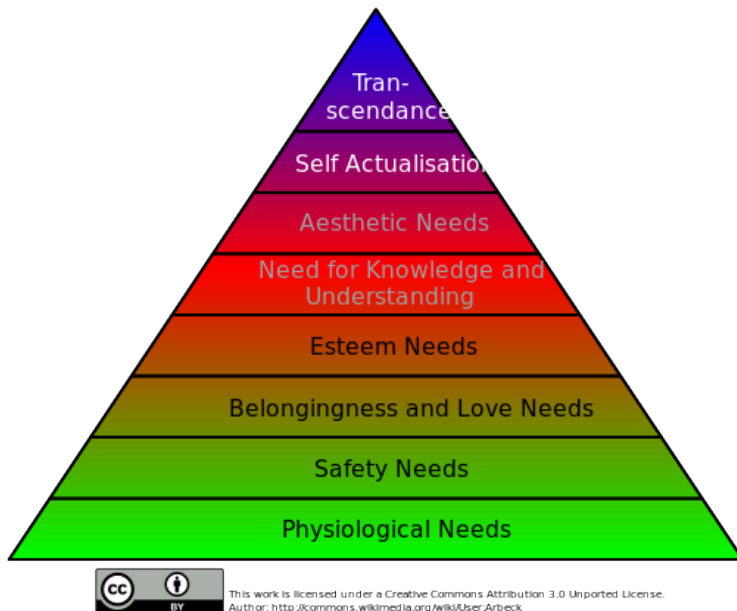 Tran-
scendance
Self Actualisation
Aesthetic Needs
Need for Knowledge and
Understanding
Esteem Needs
Belongingness and Love Needs
Safety Needs
Physiological Needs
cc
BY
This work is licensed under a Creative Commons Attribution 3.0 Unported License.
Author: http://commons.wikimedia.org/wiki/User:Arbeck